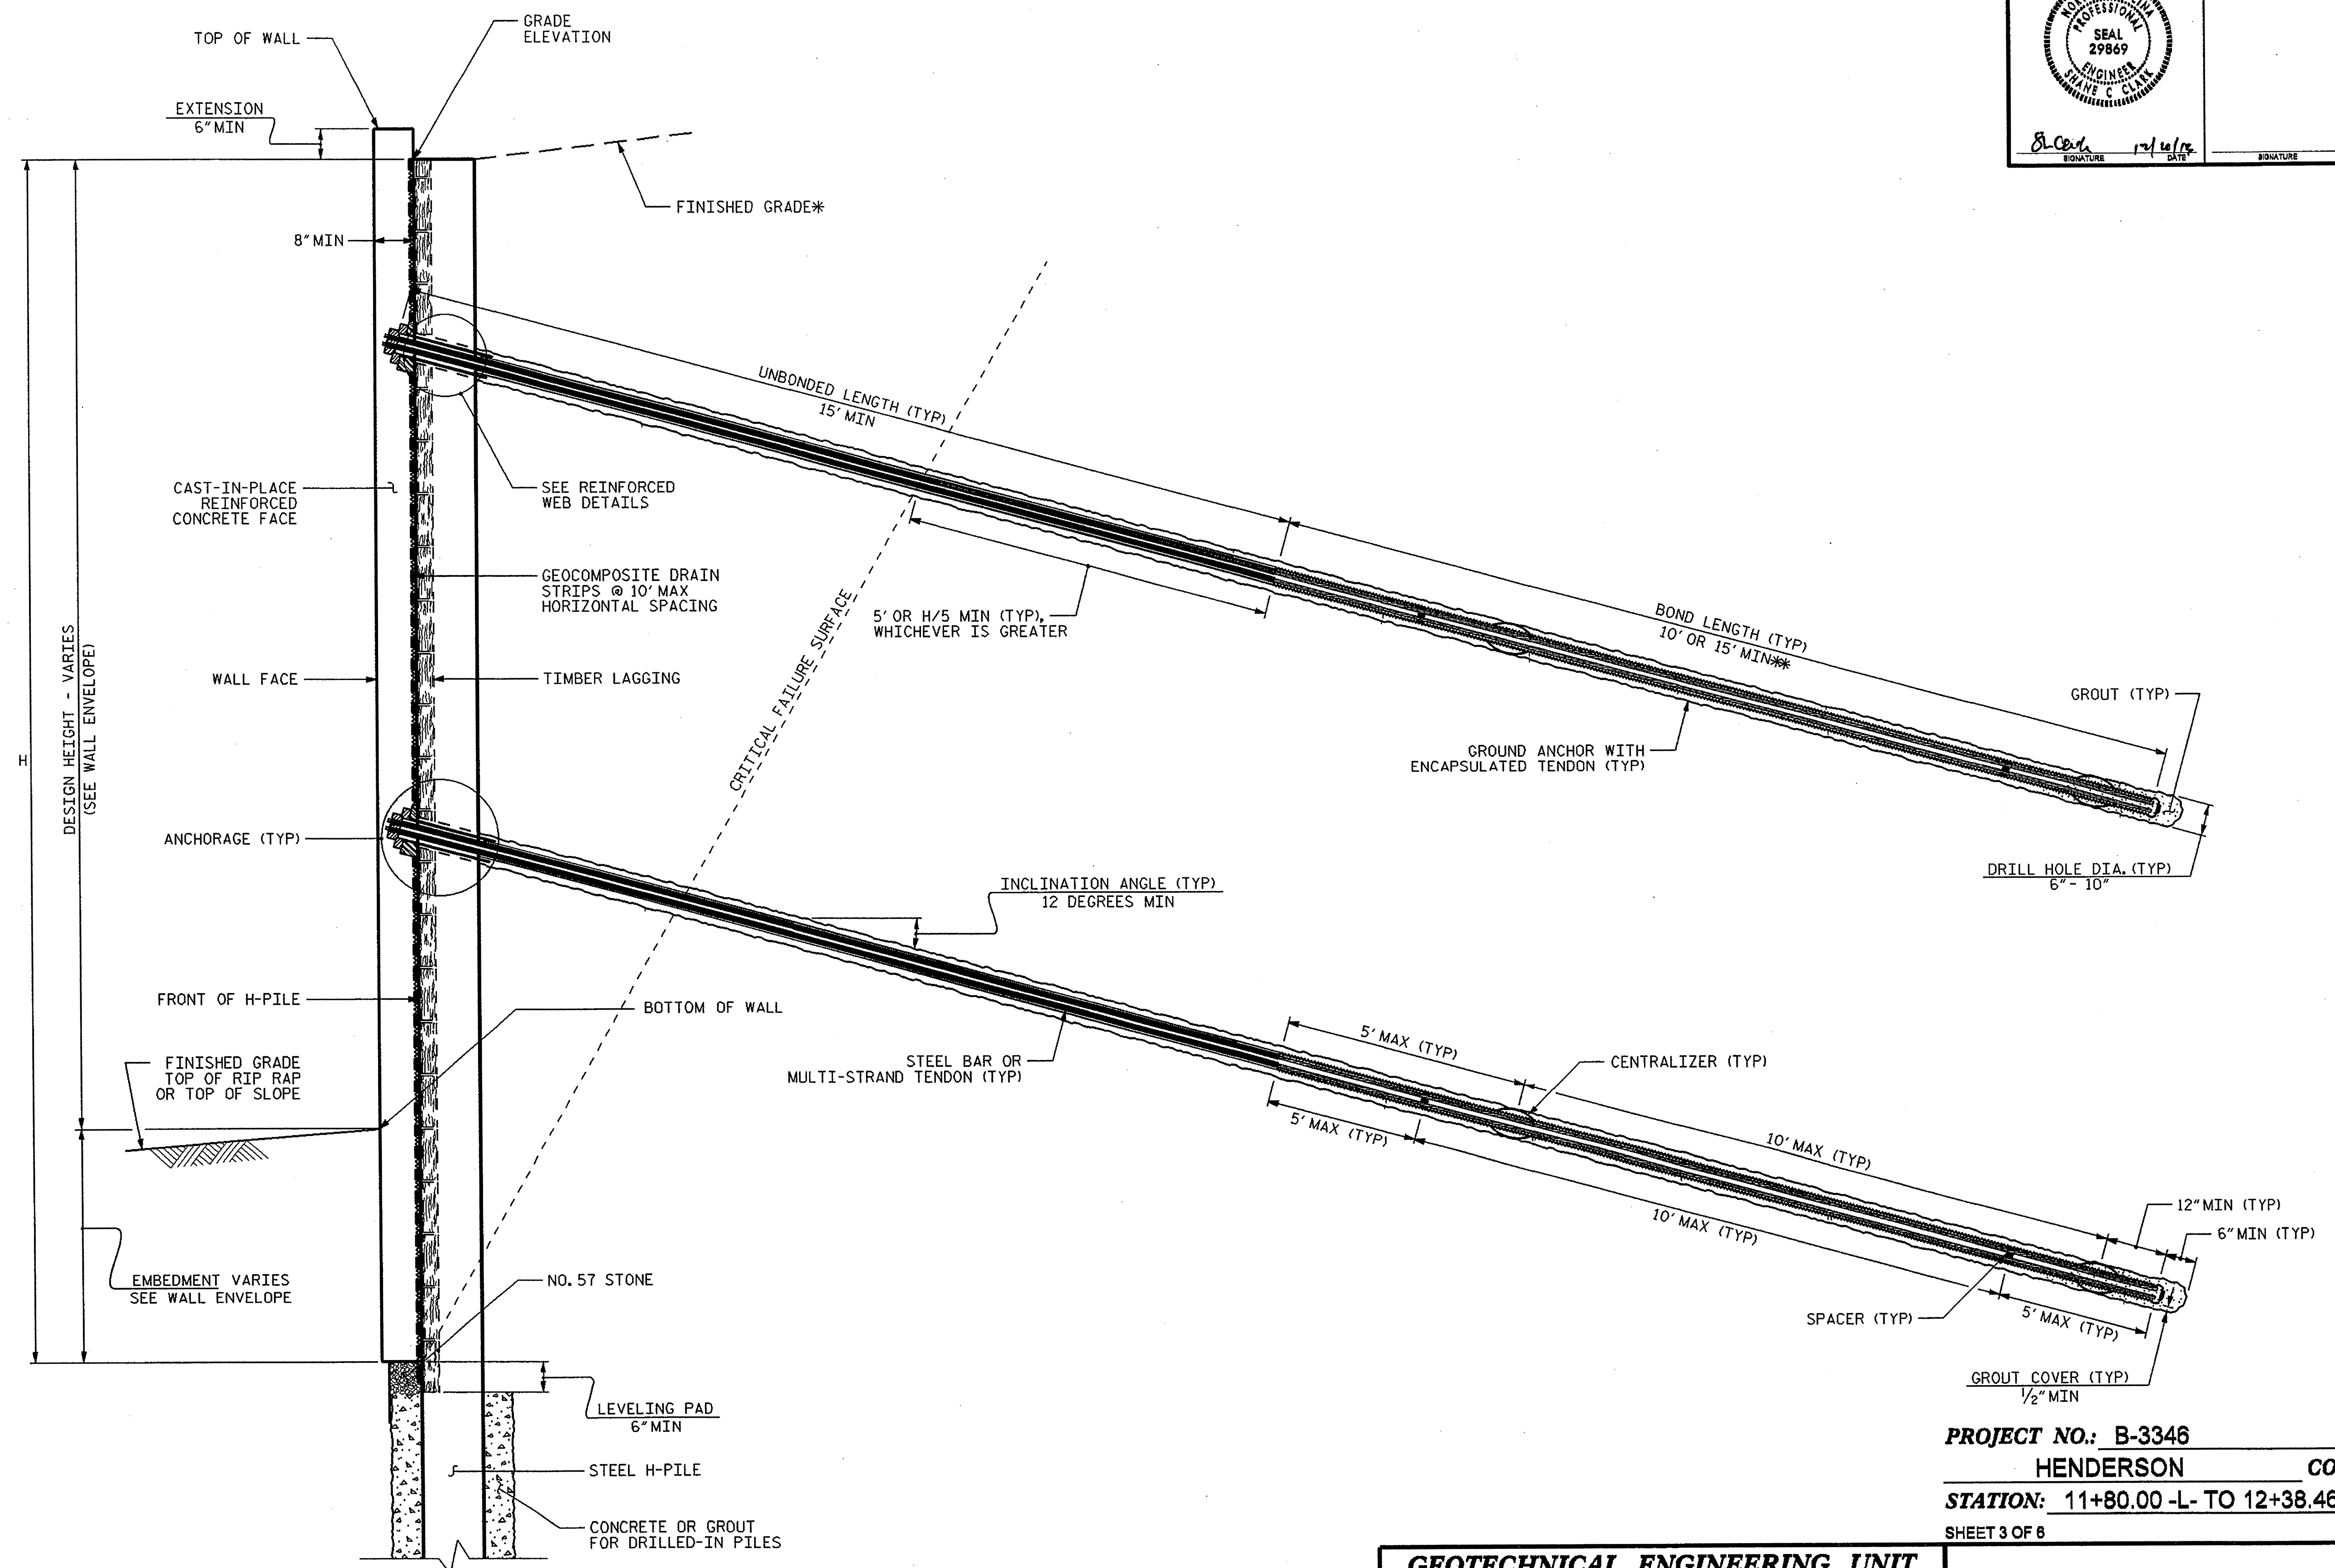 GRADE
ELEVATION
TOP OF WALL
EXTENSION
6" MIN
FINISHED GRADE*
8" MIN
UNBONDED LENGTH (TYP)
15' MIN
CAST-IN-PLACE
REINFORCED
CONCRETE FACE
SEE REINFORCED
WEB DETAILS
GEOCOMPOSITE DRAIN
STRIPS @ 10' MAX
HORIZONTAL SPACING
5' OR H/5 MIN (TYP),
WHICHEVER IS GREATER
BOND LENGTH (TYP)
10' OR 15' MIN**
WALL FACE
TIMBER LAGGING
CRITICAL FAILURE SURFACE
GROUT (TYP)
GROUND ANCHOR WITH
ENCAPSULATED TENDON (TYP)
H
DESIGN HEIGHT - VARIES
(SEE WALL ENVELOPE)
ANCHORAGE (TYP)
DRILL HOLE DIA. (TYP)
6" - 10"
INCLINATION ANGLE (TYP)
12 DEGREES MIN
FRONT OF H-PILE
BOTTOM OF WALL
FINISHED GRADE
TOP OF RIP RAP
OR TOP OF SLOPE
STEEL BAR OR
MULTI-STRAND TENDON (TYP)
5' MAX (TYP)
CENTRALIZER (TYP)
5' MAX (TYP)
10' MAX (TYP)
10' MAX (TYP)
12" MIN (TYP)
6" MIN (TYP)
EMBEDMENT VARIES
SEE WALL ENVELOPE
NO. 57 STONE
SPACER (TYP)
5' MAX (TYP)
GROUT COVER (TYP)
1/2" MIN
LEVELING PAD
6" MIN
STEEL H-PILE
CONCRETE OR GROUT
FOR DRILLED-IN PILES
PROFESSIONAL
SEAL
29869
ENGINEER
SHANE C CLARK
SIGNATURE DATE SIGNATURE
PROJECT NO.: B-3346
HENDERSON CO
STATION: 11+80.00 -L- TO 12+38.46
SHEET 3 OF 6
GEOTECHNICAL ENGINEERING UNIT